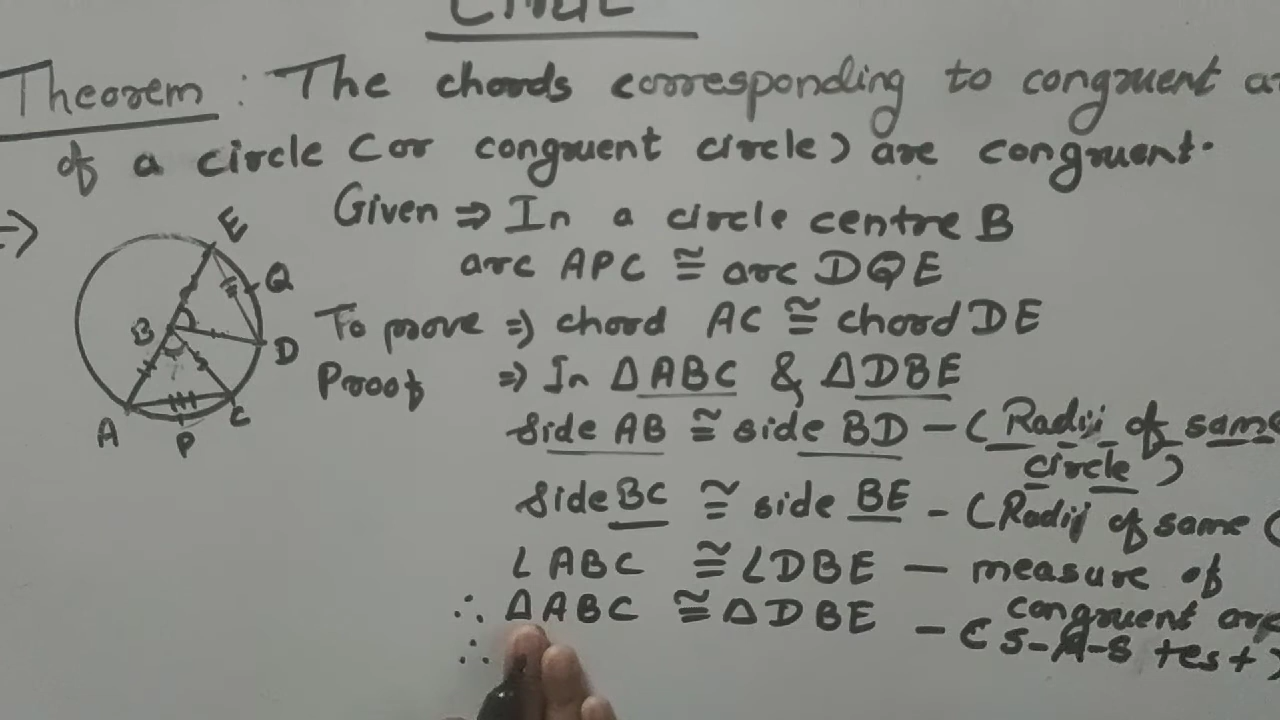 Theorem : The chords corresponding to congruent
of a circle (or congruent circle) are congruent.
⇒
Given ⇒ In a circle centre B
arc APC ≅ arc DQE
To prove ⇒ chord AC ≅ chord DE
Proof ⇒ In ΔABC & ΔDBE
side AB ≅ side BD – (Radii of same
circle)
side BC ≅ side BE – (Radii of same (
∠ABC ≅ ∠DBE – measure of
congruent arc
∴ ΔABC ≅ ΔDBE – (S-A-S test)
∴
E
Q
B
D
A
P
C